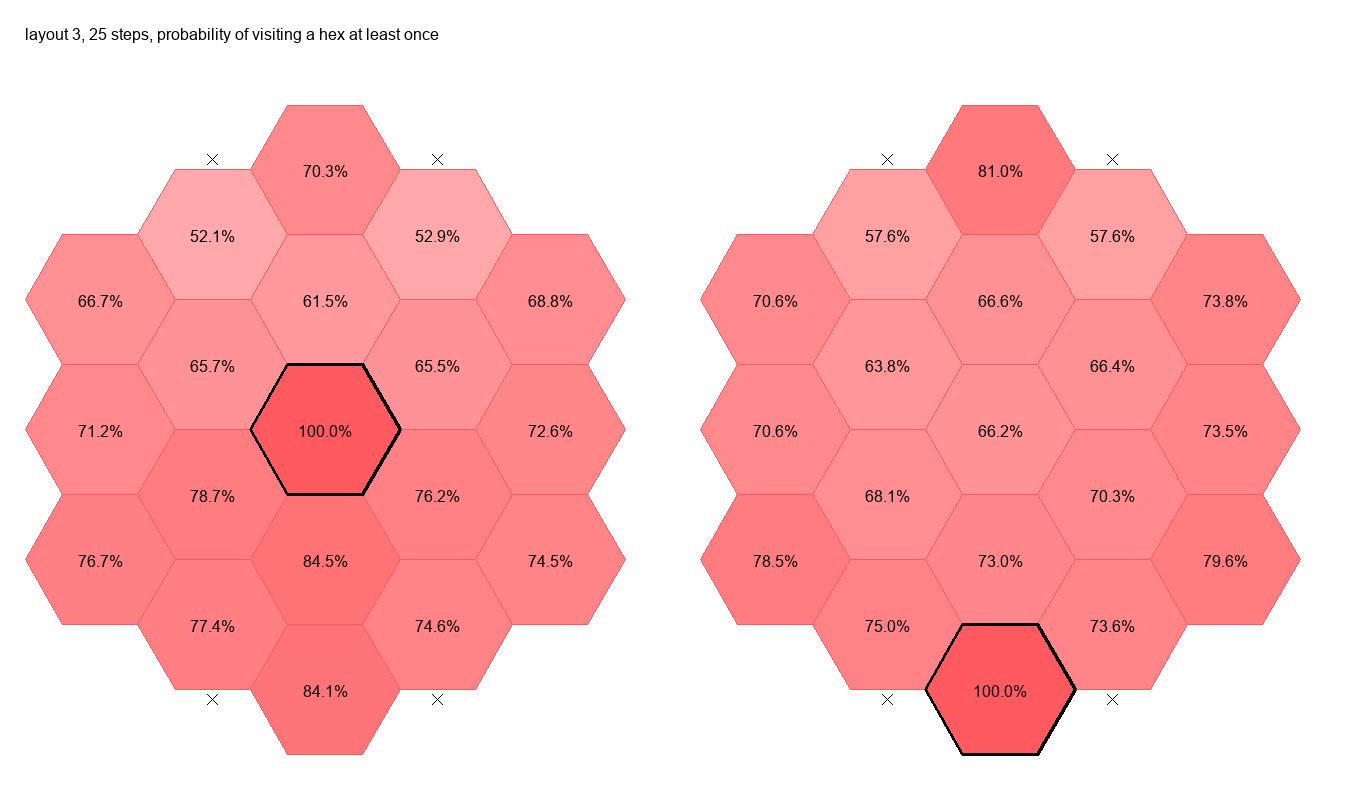 layout 3, 25 steps, probability of visiting a hex at least once
70.3%
52.1% 52.9%
66.7% 61.5% 68.8%
65.7% 65.5%
71.2% 100.0% 72.6%
78.7% 76.2%
76.7% 84.5% 74.5%
77.4% 74.6%
84.1%
81.0%
57.6% 57.6%
70.6% 66.6% 73.8%
63.8% 66.4%
70.6% 66.2% 73.5%
68.1% 70.3%
78.5% 73.0% 79.6%
75.0% 73.6%
100.0%